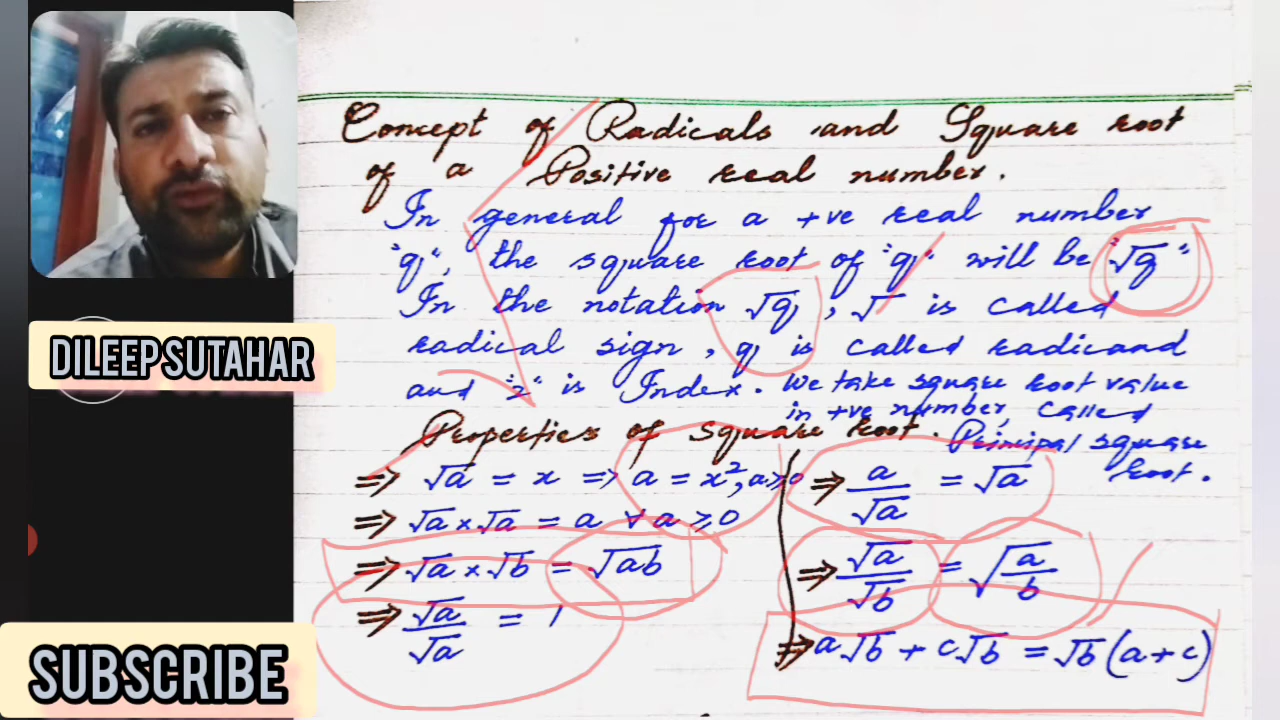 Concept of Radicals and Square root
of a Positive real number.
In general for a +ve real number
"q", the square root of "q" will be "√q"
In the notation √q, √ is called
radical sign, q is called radicand
and "2" is Index. We take square root value
in +ve number, called
Principal square
root.
Properties of square root.
⇒ √a = x ⇒ a = x², a ≥ 0
⇒ √a × √a = a ∀ a ≥ 0
⇒ √a × √b = √ab
⇒ √a/√a = 1
⇒ a/√a = √a
⇒ √a/√b = √(a/b)
⇒ a√b + c√b = √b (a+c)
DILEEP SUTAHAR
SUBSCRIBE